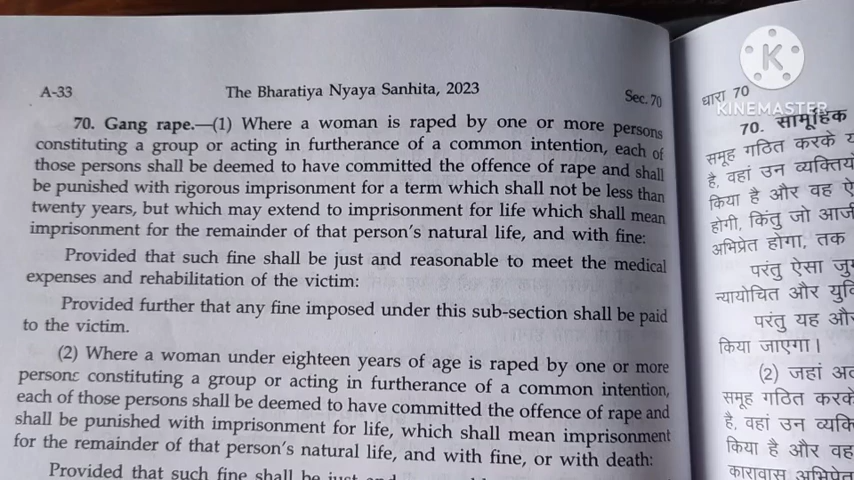 A-33 The Bharatiya Nyaya Sanhita, 2023 Sec. 70
70. Gang rape.—(1) Where a woman is raped by one or more persons
constituting a group or acting in furtherance of a common intention, each of
those persons shall be deemed to have committed the offence of rape and shall
be punished with rigorous imprisonment for a term which shall not be less than
twenty years, but which may extend to imprisonment for life which shall mean
imprisonment for the remainder of that person's natural life, and with fine:
Provided that such fine shall be just and reasonable to meet the medical
expenses and rehabilitation of the victim:
Provided further that any fine imposed under this sub-section shall be paid
to the victim.
(2) Where a woman under eighteen years of age is raped by one or more
persons constituting a group or acting in furtherance of a common intention,
each of those persons shall be deemed to have committed the offence of rape and
shall be punished with imprisonment for life, which shall mean imprisonment
for the remainder of that person's natural life, and with fine, or with death:
Provided that such fine shall be just and
धारा 70
70. सामूहिक
समूह गठित करके
है, वहां उन
किया है और वह
होगी, किंतु जो
अभिप्रेत होगा, तक
परंतु ऐसा
न्यायोचित और
परंतु यह
किया जाएगा।
(2) जहां
समूह गठित
है, वहां उन
किया है और वह
कारावास
K
KINEMASTER